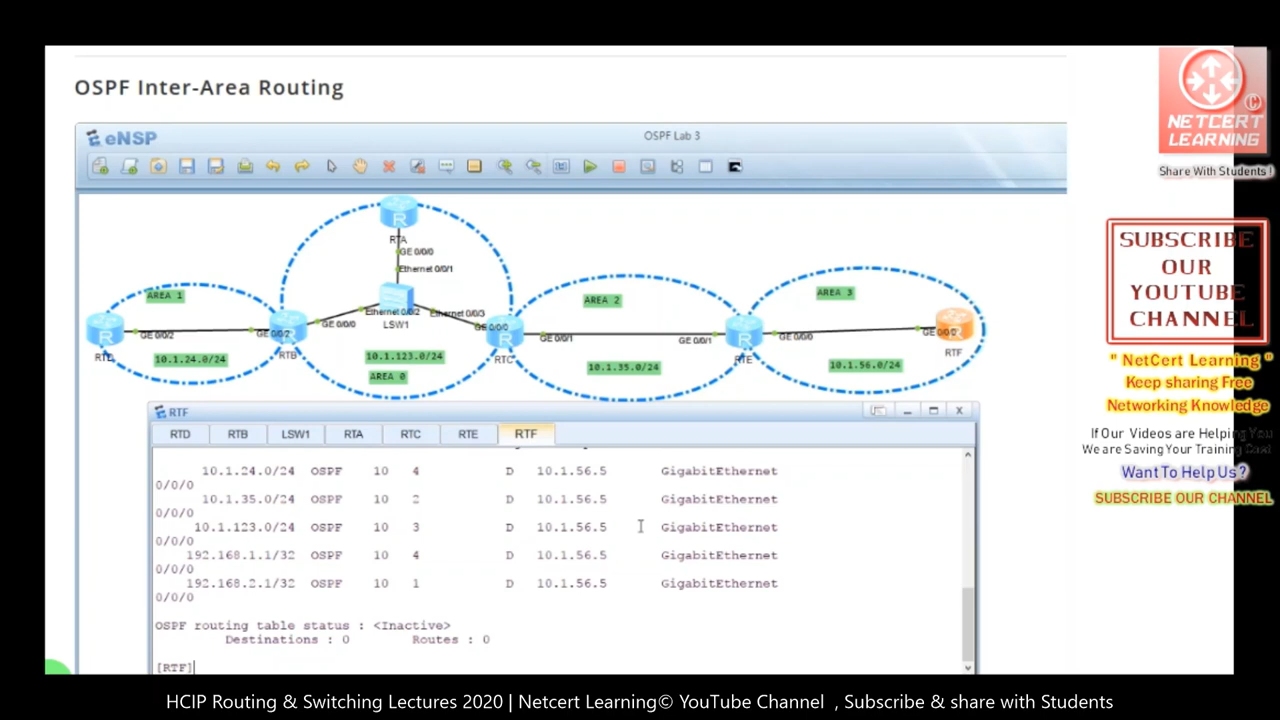 OSPF Inter-Area Routing
eNSP
OSPF Lab 3
RTA
GE 0/0/0
Ethernet 0/0/1
AREA 1
AREA 2
AREA 3
Ethernet 0/0/2
Ethernet 0/0/3
GE 0/0/2
GE 0/0/2
GE 0/0/0
LSW1
GE 0/0/0
GE 0/0/1
GE 0/0/1
GE 0/0/0
GE 0/0/0
RTB
RTC
RTE
RTF
10.1.24.0/24
10.1.123.0/24
AREA 0
10.1.35.0/24
10.1.56.0/24
RTF
RTD RTB LSW1 RTA RTC RTE RTF
10.1.24.0/24 OSPF 10 4 D 10.1.56.5 GigabitEthernet
0/0/0
10.1.35.0/24 OSPF 10 2 D 10.1.56.5 GigabitEthernet
0/0/0
10.1.123.0/24 OSPF 10 3 D 10.1.56.5 GigabitEthernet
0/0/0
192.168.1.1/32 OSPF 10 4 D 10.1.56.5 GigabitEthernet
0/0/0
192.168.2.1/32 OSPF 10 1 D 10.1.56.5 GigabitEthernet
0/0/0
OSPF routing table status : <Inactive>
Destinations : 0 Routes : 0
[RTF]
©
NETCERT
LEARNING
Share With Students !
SUBSCRIBE
OUR
YOUTUBE
CHANNEL
" NetCert Learning "
Keep sharing Free
Networking Knowledge
If Our Videos are Helping You
We are Saving Your Training Cost
Want To Help Us ?
SUBSCRIBE OUR CHANNEL
HCIP Routing & Switching Lectures 2020 | Netcert Learning© YouTube Channel , Subscribe & share with Students